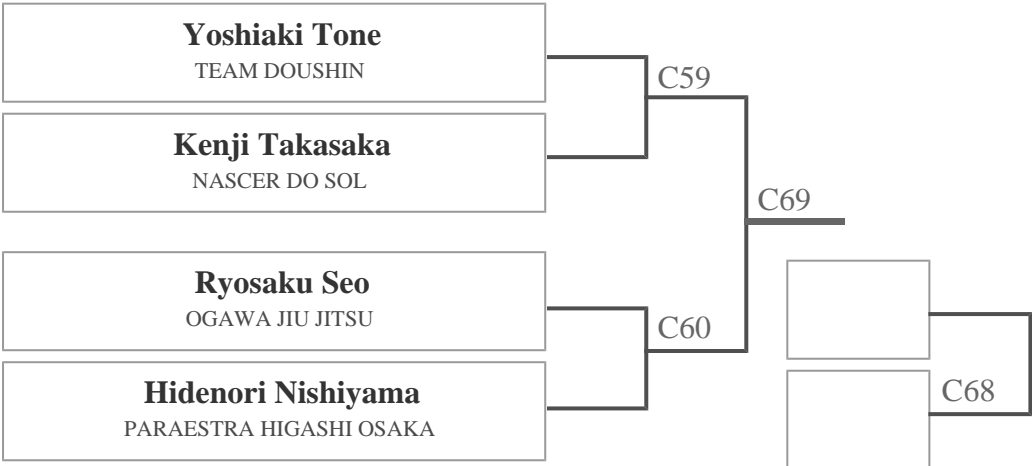 Yoshiaki Tone
TEAM DOUSHIN
C59
Kenji Takasaka
NASCER DO SOL
C69
Ryosaku Seo
OGAWA JIU JITSU
C60
Hidenori Nishiyama
PARAESTRA HIGASHI OSAKA
C68